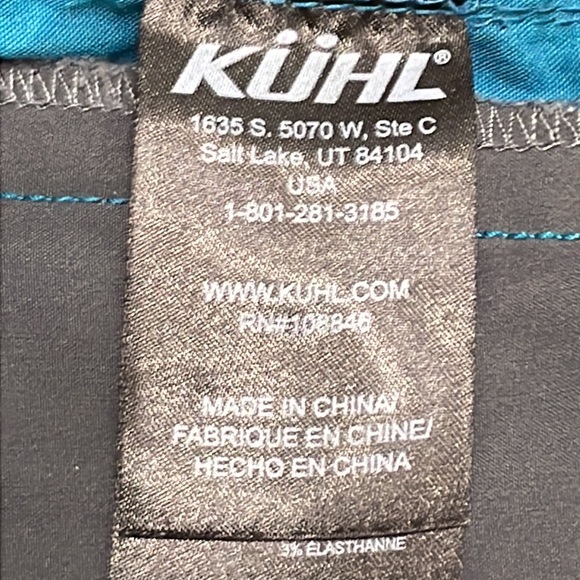 KÜHL®
1635 S. 5070 W, Ste C
Salt Lake, UT 84104
USA
1-801-281-3185
WWW.KUHL.COM
RN#106846
MADE IN CHINA/
FABRIQUE EN CHINE/
HECHO EN CHINA
3% ELASTHANNE